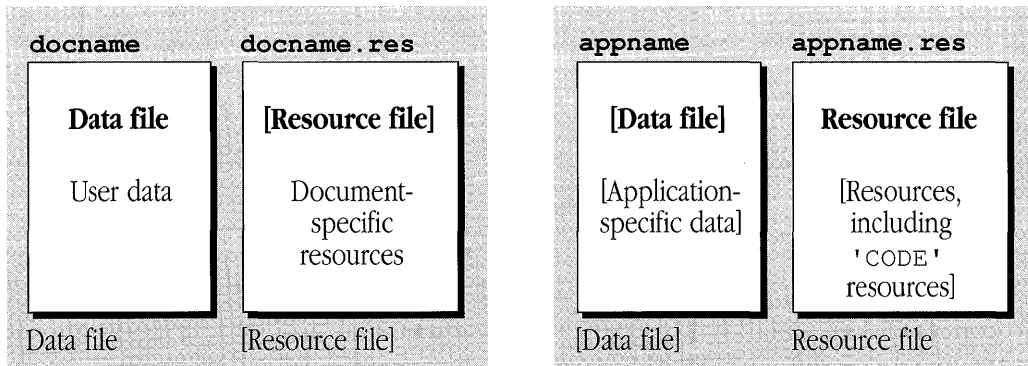 docname
docname.res
Data file
User data
[Resource file]
Document-
specific
resources
Data file
[Resource file]
appname
appname.res
[Data file]
[Application-
specific data]
Resource file
[Resources,
including
'CODE'
resources]
[Data file]
Resource file